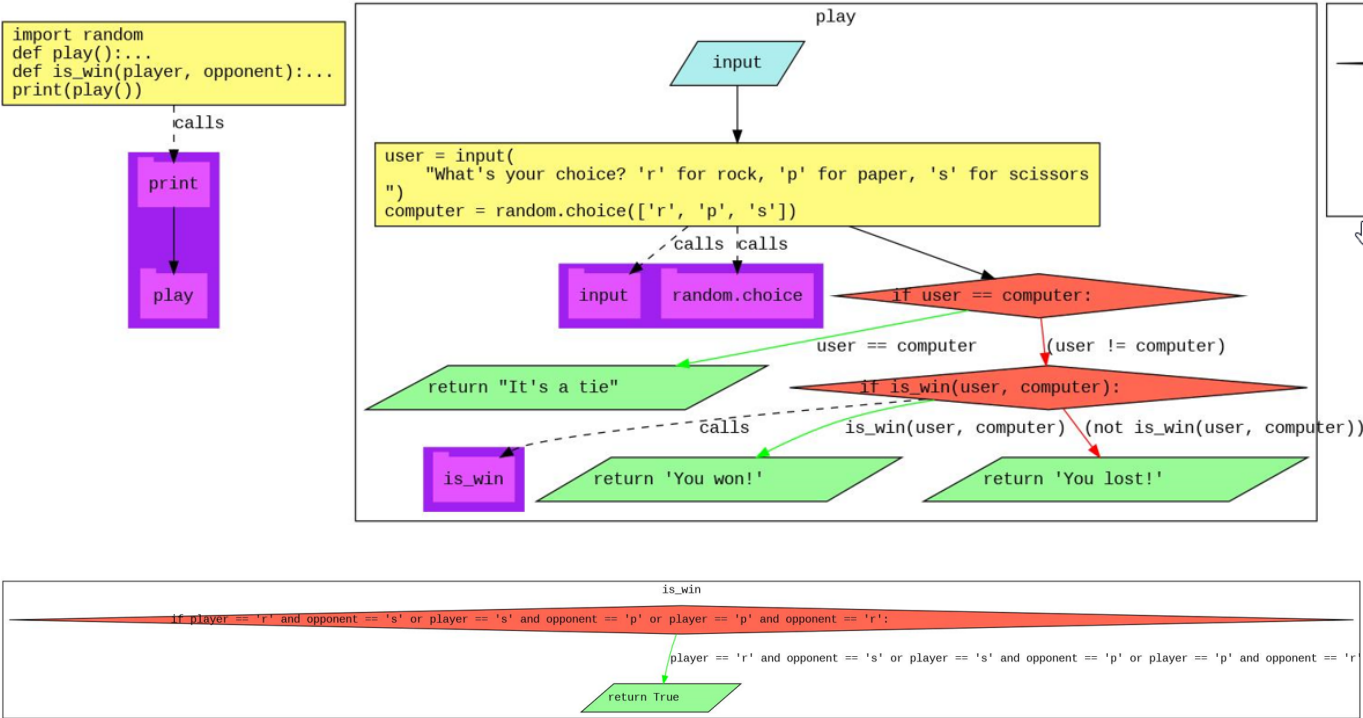 import random
def play():...
def is_win(player, opponent):...
print(play())
calls
print
play
play
input
user = input(
"What's your choice? 'r' for rock, 'p' for paper, 's' for scissors
")
computer = random.choice(['r', 'p', 's'])
calls calls
input random.choice
if user == computer:
user == computer (user != computer)
return "It's a tie"
if is_win(user, computer):
calls is_win(user, computer) (not is_win(user, computer))
is_win return 'You won!' return 'You lost!'
is_win
if player == 'r' and opponent == 's' or player == 's' and opponent == 'p' or player == 'p' and opponent == 'r':
player == 'r' and opponent == 's' or player == 's' and opponent == 'p' or player == 'p' and opponent == 'r'
return True